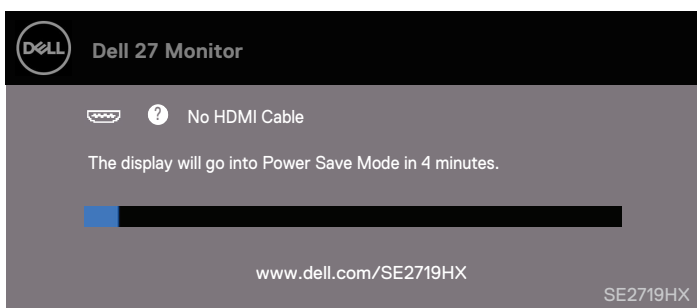 DELL
Dell 27 Monitor
? No HDMI Cable
The display will go into Power Save Mode in 4 minutes.
www.dell.com/SE2719HX
SE2719HX